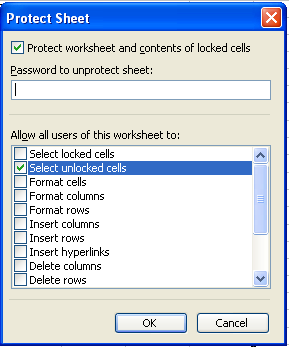 Protect Sheet
Protect worksheet and contents of locked cells
Password to unprotect sheet:
Allow all users of this worksheet to:
Select locked cells
Select unlocked cells
Format cells
Format columns
Format rows
Insert columns
Insert rows
Insert hyperlinks
Delete columns
Delete rows
OK
Cancel